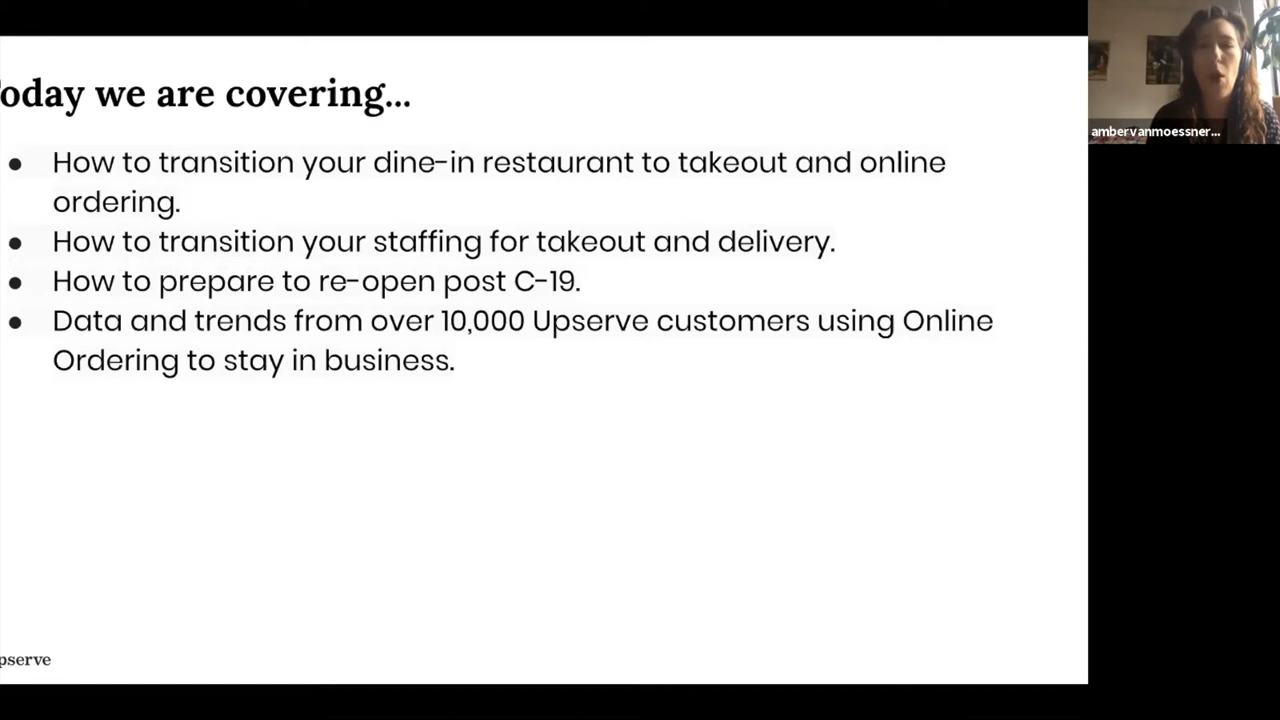 oday we are covering...
ambervanmoessner...
● How to transition your dine-in restaurant to takeout and online
ordering.
● How to transition your staffing for takeout and delivery.
● How to prepare to re-open post C-19.
● Data and trends from over 10,000 Upserve customers using Online
Ordering to stay in business.
pserve